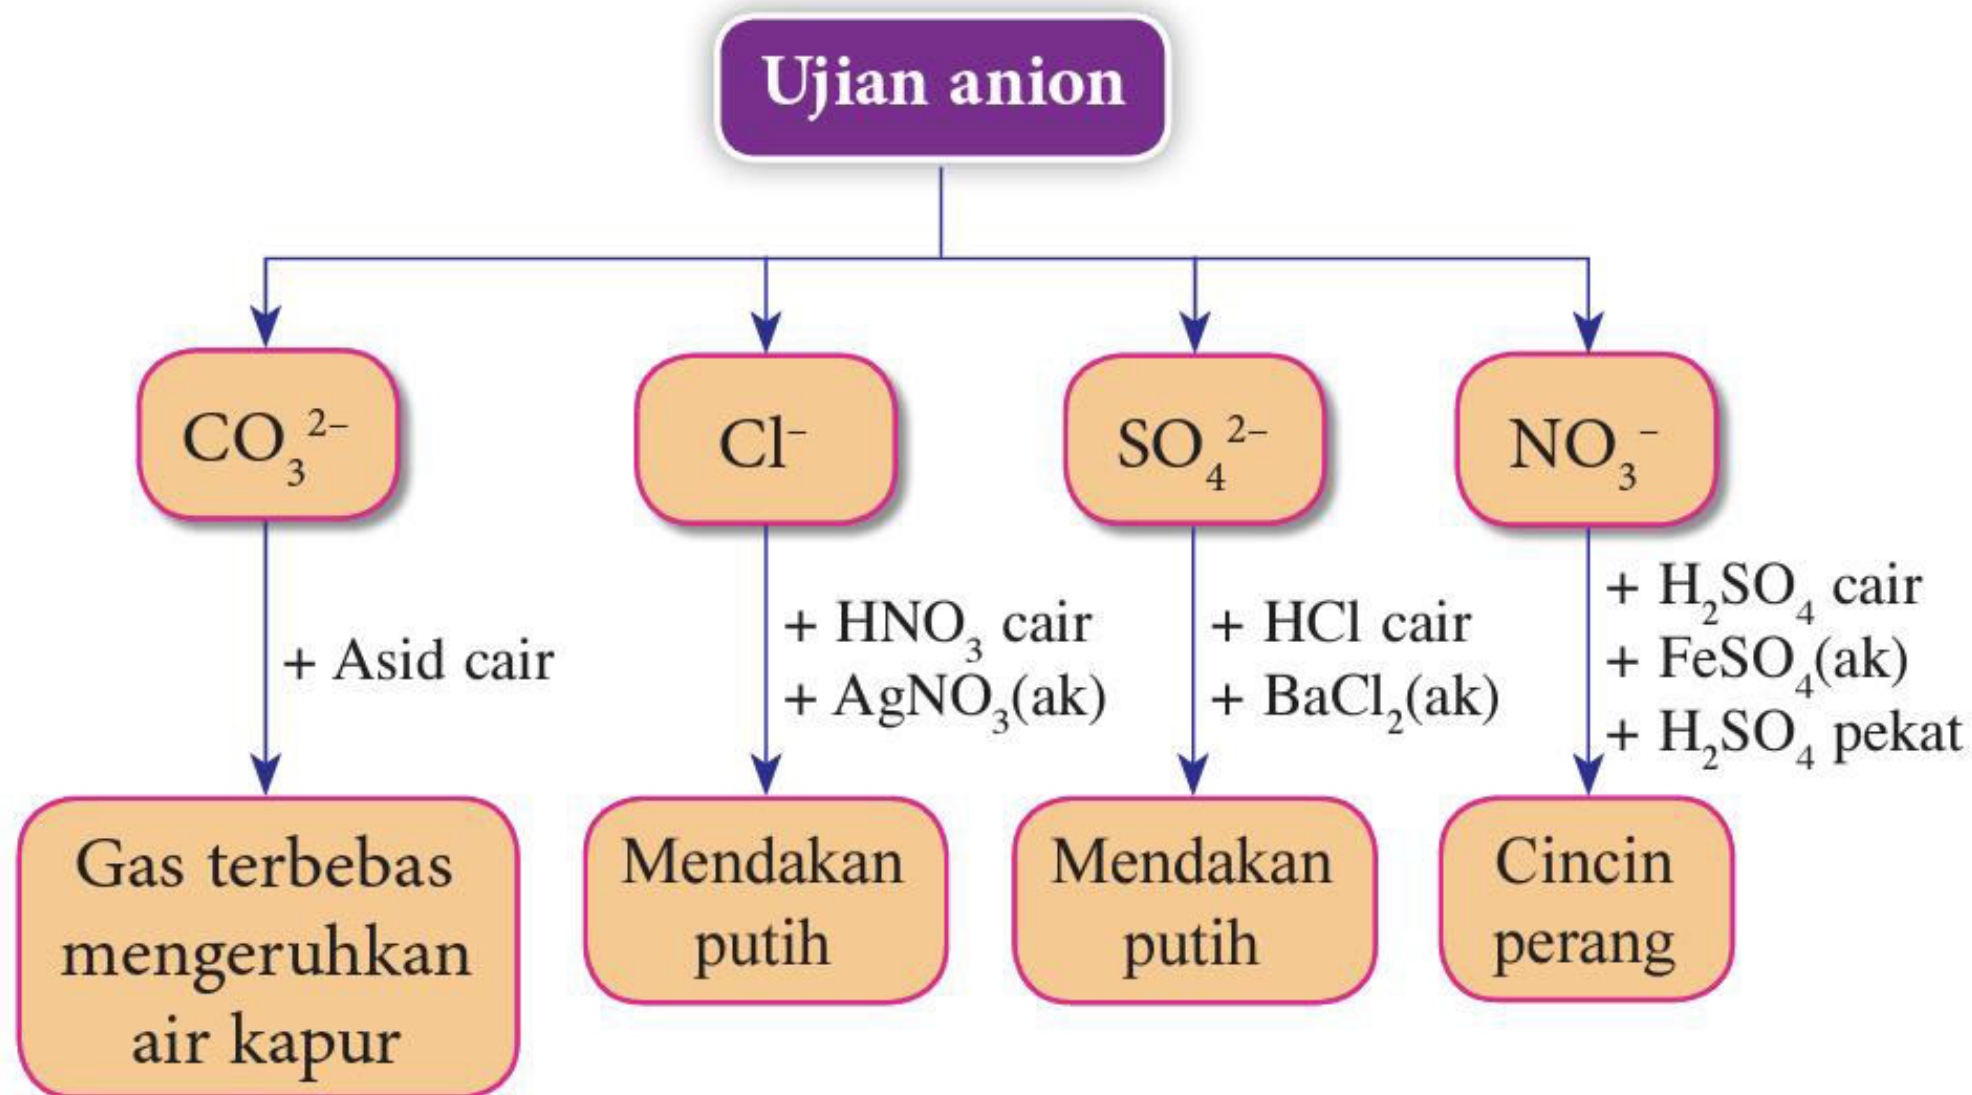 Ujian anion
CO₃²⁻
Cl⁻
SO₄²⁻
NO₃⁻
+ Asid cair
+ HNO₃ cair
+ AgNO₃(ak)
+ HCl cair
+ BaCl₂(ak)
+ H₂SO₄ cair
+ FeSO₄(ak)
+ H₂SO₄ pekat
Gas terbebas
mengeruhkan
air kapur
Mendakan
putih
Mendakan
putih
Cincin
perang